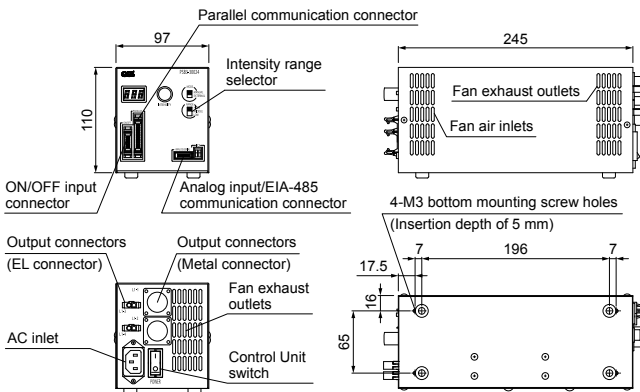 Parallel communication connector
97
Intensity range
selector
110
ON/OFF input
connector
Analog input/EIA-485
communication connector
245
Fan exhaust outlets
Fan air inlets
4-M3 bottom mounting screw holes
(Insertion depth of 5 mm)
7
196
7
17.5
16
65
Output connectors
(EL connector)
Output connectors
(Metal connector)
Fan exhaust
outlets
AC inlet
Control Unit
switch
POWER